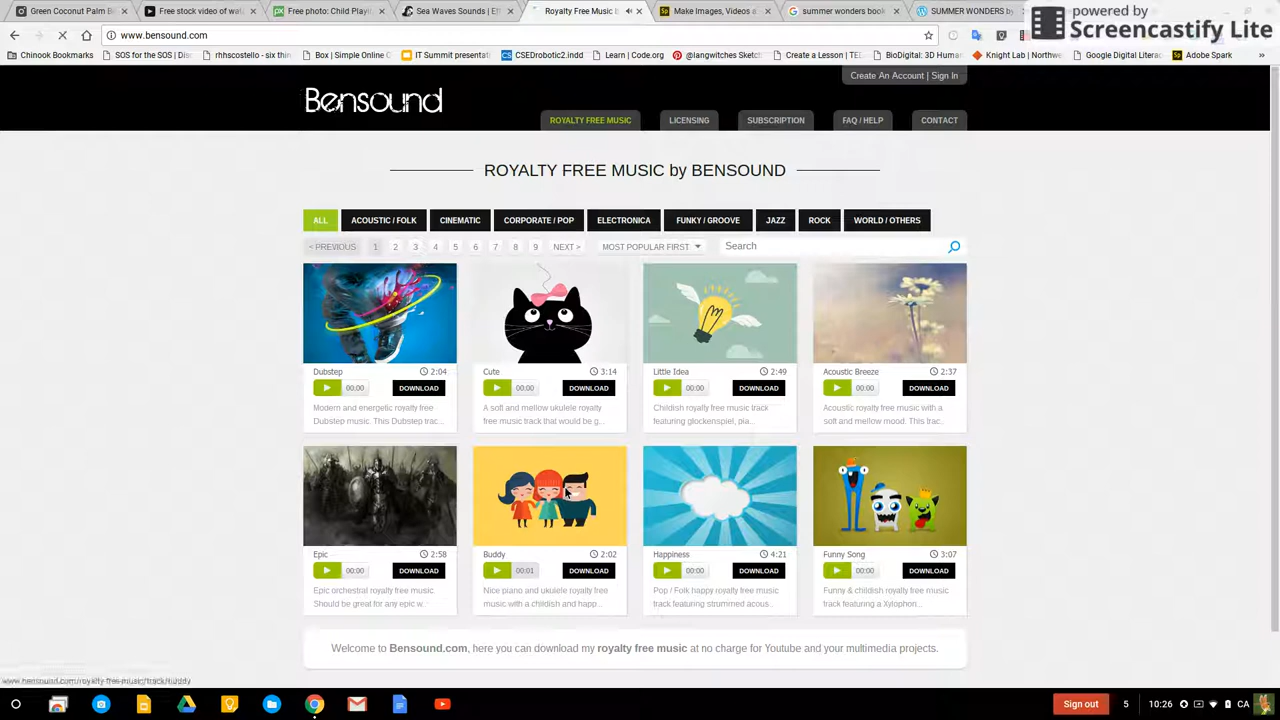 Green Coconut Palm B
Free stock video of wat
Free photo: Child Playi
Sea Waves Sounds | Ef
Royalty Free Music b
Make Images, Videos a
summer wonders book
SUMMER WONDERS b
powered by
Screencastify Lite
www.bensound.com
Chinook Bookmarks
SOS for the SOS | Dis
rhhscostello - six thin
Box | Simple Online C
IT Summit presentat
CSEDrobotic2.indd
Learn | Code.org
@langwitches Sketc
Create a Lesson | TE
BioDigital: 3D Human
Knight Lab | Northwe
Google Digital Literac
Adobe Spark
Create An Account | Sign In
Bensound
ROYALTY FREE MUSIC
LICENSING
SUBSCRIPTION
FAQ / HELP
CONTACT
ROYALTY FREE MUSIC by BENSOUND
ALL
ACOUSTIC / FOLK
CINEMATIC
CORPORATE / POP
ELECTRONICA
FUNKY / GROOVE
JAZZ
ROCK
WORLD / OTHERS
< PREVIOUS 1 2 3 4 5 6 7 8 9 NEXT >
MOST POPULAR FIRST
Search
Dubstep 2:04
00:00 DOWNLOAD
Modern and energetic royalty free
Dubstep music. This Dubstep trac...
Cute 3:14
00:00 DOWNLOAD
A soft and mellow ukulele royalty
free music track that would be g...
Little Idea 2:49
00:00 DOWNLOAD
Childish royalty free music track
featuring glockenspiel, pia...
Acoustic Breeze 2:37
00:00 DOWNLOAD
Acoustic royalty free music with a
soft and mellow mood. This trac...
Epic 2:58
00:00 DOWNLOAD
Epic orchestral royalty free music.
Should be great for any epic w...
Buddy 2:02
00:01 DOWNLOAD
Nice piano and ukulele royalty free
music with a childish and happ...
Happiness 4:21
00:00 DOWNLOAD
Pop / Folk happy royalty free music
track featuring strummed acous...
Funny Song 3:07
00:00 DOWNLOAD
Funny & childish royalty free music
track featuring a Xylophon...
Welcome to Bensound.com, here you can download my royalty free music at no charge for Youtube and your multimedia projects.
www.bensound.com/royalty-free-music/track/buddy
Sign out
5
10:26
CA